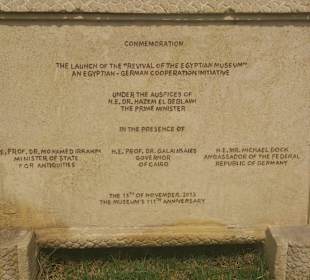 COMMEMORATION
THE LAUNCH OF THE "REVIVAL OF THE EGYPTIAN MUSEUM"
AN EGYPTIAN - GERMAN COOPERATION INITIATIVE
UNDER THE AUSPICES OF
H.E. DR. HAZEM EL BEBLAWI
THE PRIME MINISTER
IN THE PRESENCE OF
PROF. DR. MOHAMED IBRAHIM
MINISTER OF STATE
FOR ANTIQUITIES
H.E. PROF. DR. GALAL
GOVERNOR
OF CAIRO
H.E. MR. MICHAEL BOCK
AMBASSADOR OF THE FEDERAL
REPUBLIC OF GERMANY
THE 15TH OF NOVEMBER, 2013
THE MUSEUM'S 111TH ANNIVERSARY